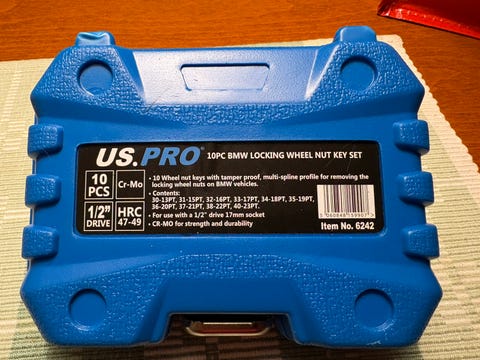 US.PRO® 10PC BMW LOCKING WHEEL NUT KEY SET
10 PCS
Cr-Mo
1/2" DRIVE
HRC 47-49
• 10 Wheel nut keys with tamper proof, multi-spline profile for removing
locking wheel nuts on BMW vehicles.
• Contents:
30-13PT, 31-15PT, 32-16PT, 33-17PT, 34-18PT, 35-19PT,
36-20PT, 37-21PT, 38-22PT, 40-23PT.
• For use with a 1/2" drive 17mm socket
• CR-MO for strength and durability
5 060848 159907 >
Item No. 6242